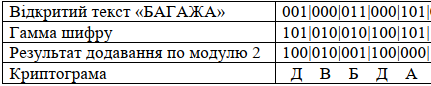 Відкритий текст «БАГАЖА» 001|000|011|000|101|
Гамма шифру 101|010|010|100|101|
Результат додавання по модулю 2 100|010|001|100|000|
Криптограма Д В Б Д А